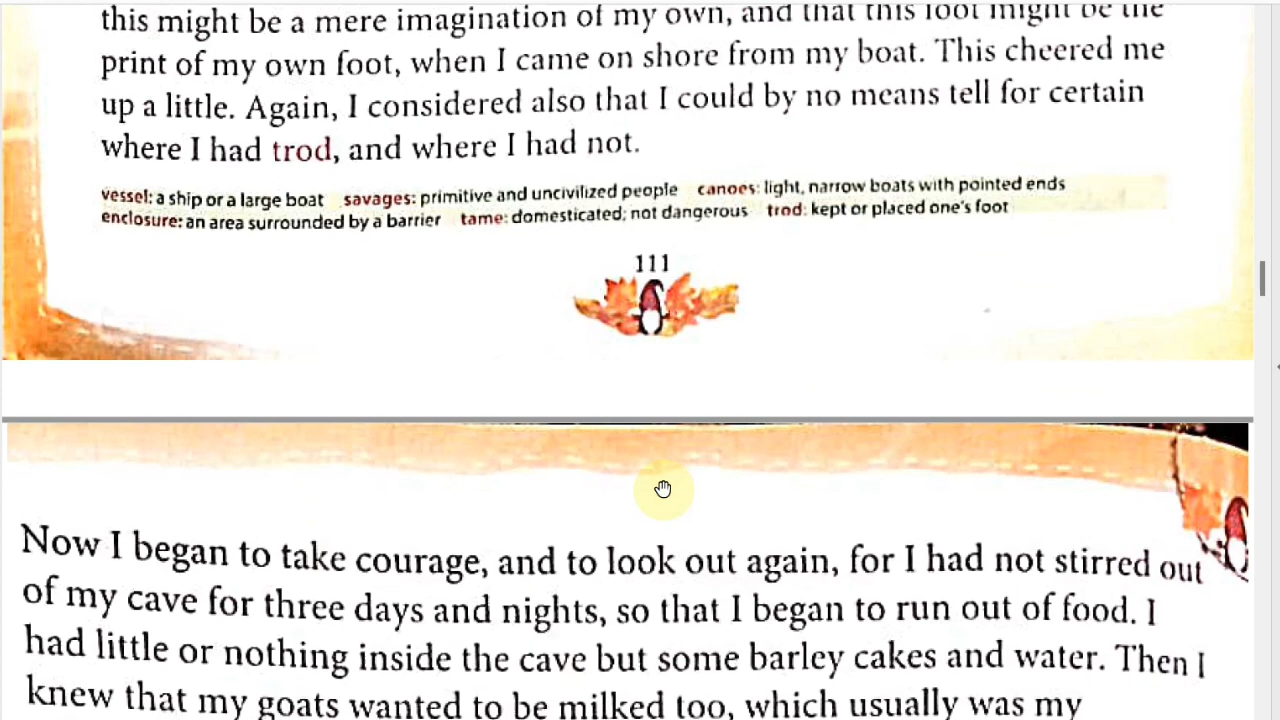 this might be a mere imagination of my own, and that this foot might be the
print of my own foot, when I came on shore from my boat. This cheered me
up a little. Again, I considered also that I could by no means tell for certain
where I had trod, and where I had not.
vessel: a ship or a large boat savages: primitive and uncivilized people canoes: light, narrow boats with pointed ends
enclosure: an area surrounded by a barrier tame: domesticated; not dangerous trod: kept or placed one's foot
111
Now I began to take courage, and to look out again, for I had not stirred out
of my cave for three days and nights, so that I began to run out of food. I
had little or nothing inside the cave but some barley cakes and water. Then I
knew that my goats wanted to be milked too, which usually was my